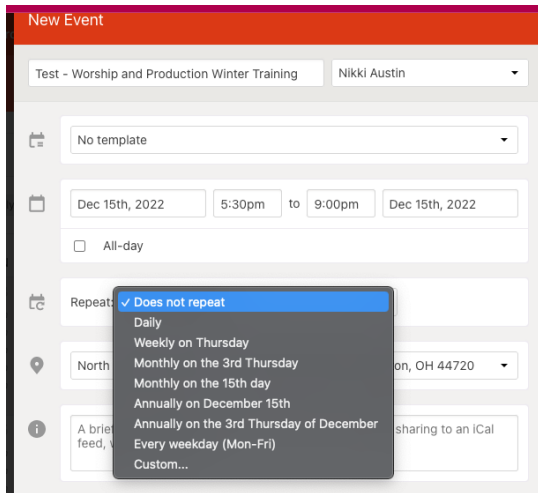 New Event
Test - Worship and Production Winter Training Nikki Austin
No template
Dec 15th, 2022 5:30pm to 9:00pm Dec 15th, 2022
All-day
Repeat: ✓ Does not repeat
Daily
Weekly on Thursday
Monthly on the 3rd Thursday
North on, OH 44720
Monthly on the 15th day
Annually on December 15th
Annually on the 3rd Thursday of December
A brief sharing to an iCal
feed,
Every weekday (Mon-Fri)
Custom...